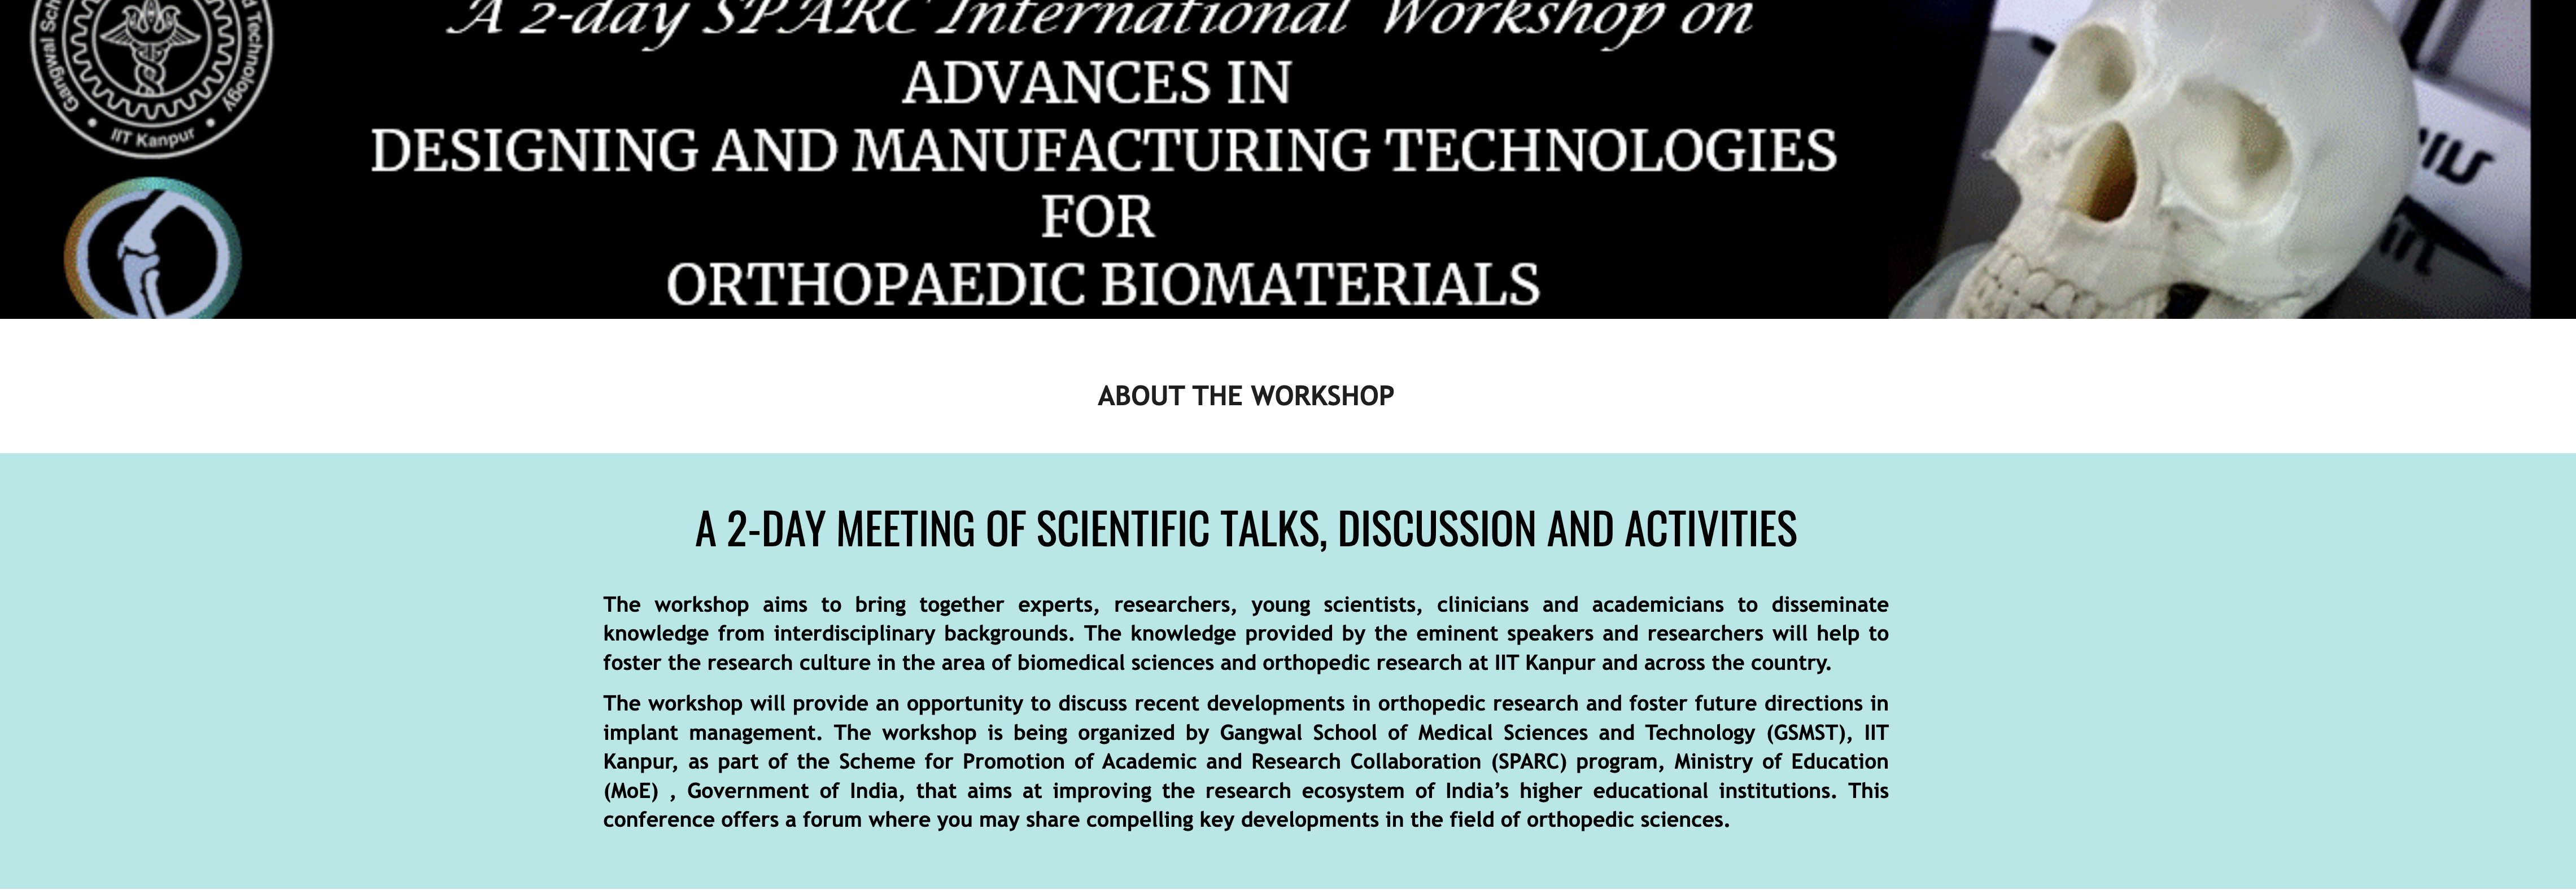 A 2-day SPARC International Workshop on
ADVANCES IN
DESIGNING AND MANUFACTURING TECHNOLOGIES
FOR
ORTHOPAEDIC BIOMATERIALS
Gangwal
Technology
IIT Kanpur
ABOUT THE WORKSHOP
A 2-DAY MEETING OF SCIENTIFIC TALKS, DISCUSSION AND ACTIVITIES
The workshop aims to bring together experts, researchers, young scientists, clinicians and academicians to disseminate
knowledge from interdisciplinary backgrounds. The knowledge provided by the eminent speakers and researchers will help to
foster the research culture in the area of biomedical sciences and orthopedic research at IIT Kanpur and across the country.
The workshop will provide an opportunity to discuss recent developments in orthopedic research and foster future directions in
implant management. The workshop is being organized by Gangwal School of Medical Sciences and Technology (GSMST), IIT
Kanpur, as part of the Scheme for Promotion of Academic and Research Collaboration (SPARC) program, Ministry of Education
(MoE) , Government of India, that aims at improving the research ecosystem of India’s higher educational institutions. This
conference offers a forum where you may share compelling key developments in the field of orthopedic sciences.